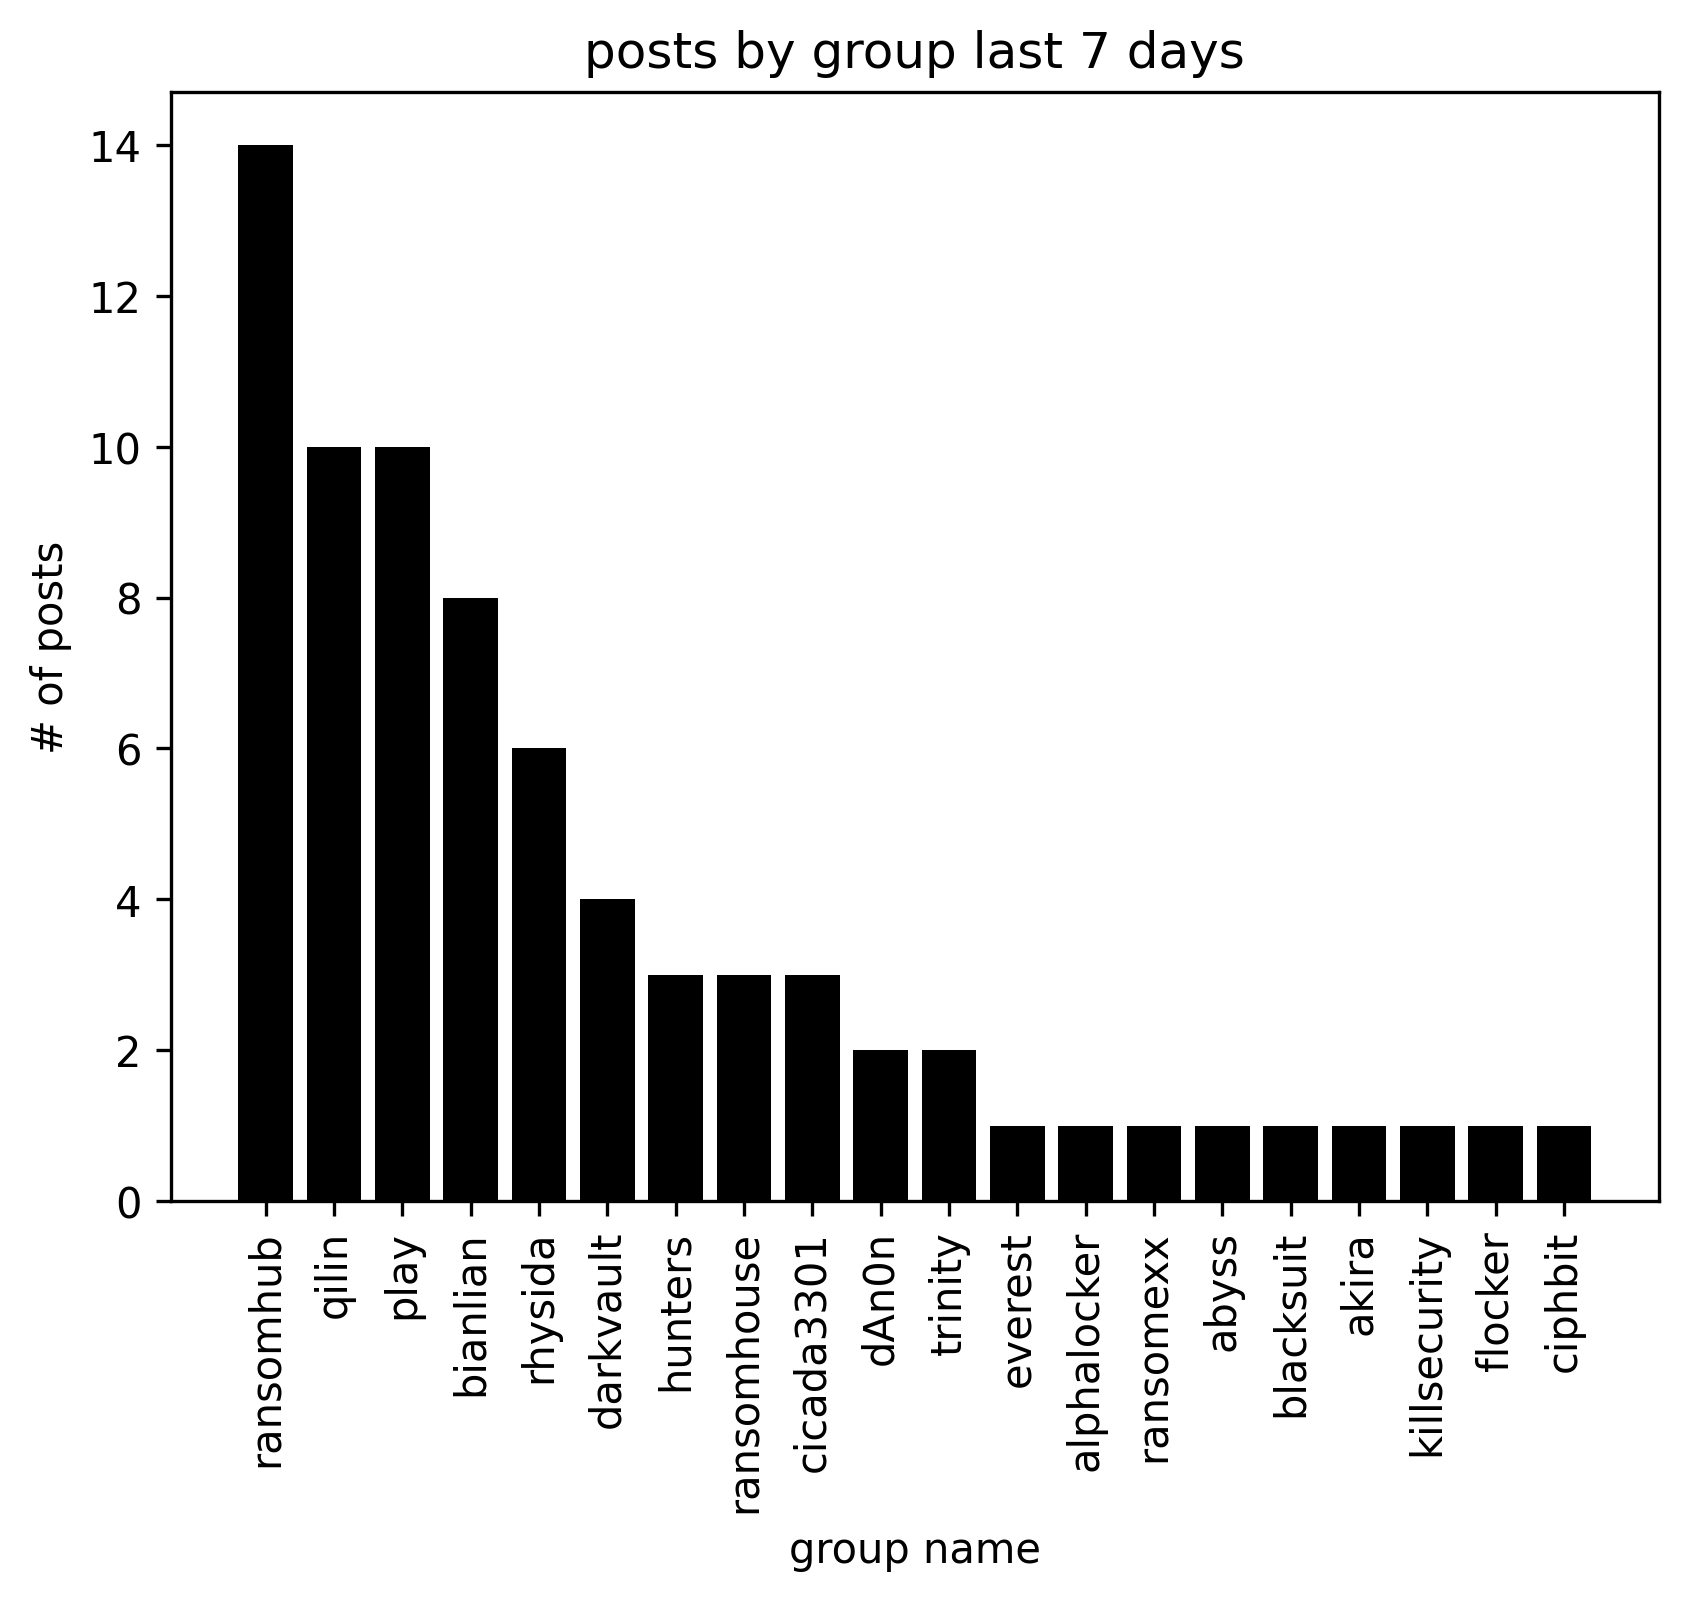 posts by group last 7 days
# of posts
14
12
10
8
6
4
2
0
ransomhub
qilin
play
bianlian
rhysida
darkvault
hunters
ransomhouse
cicada3301
dAn0n
trinity
everest
alphalocker
ransomexx
abyss
blacksuit
akira
killsecurity
flocker
ciphbit
group name